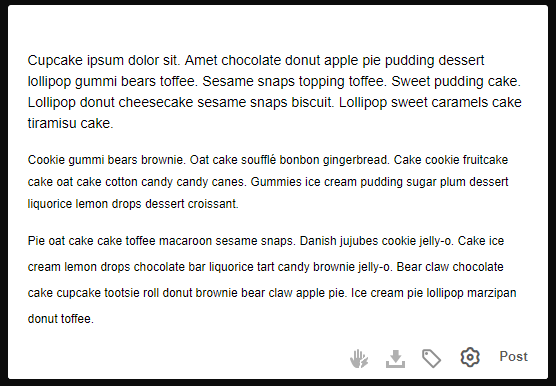 Cupcake ipsum dolor sit. Amet chocolate donut apple pie pudding dessert
lollipop gummi bears toffee. Sesame snaps topping toffee. Sweet pudding cake.
Lollipop donut cheesecake sesame snaps biscuit. Lollipop sweet caramels cake
tiramisu cake.
Cookie gummi bears brownie. Oat cake soufflé bonbon gingerbread. Cake cookie fruitcake
cake oat cake cotton candy candy canes. Gummies ice cream pudding sugar plum dessert
liquorice lemon drops dessert croissant.
Pie oat cake cake toffee macaroon sesame snaps. Danish jujubes cookie jelly-o. Cake ice
cream lemon drops chocolate bar liquorice tart candy brownie jelly-o. Bear claw chocolate
cake cupcake tootsie roll donut brownie bear claw apple pie. Ice cream pie lollipop marzipan
donut toffee.
Post